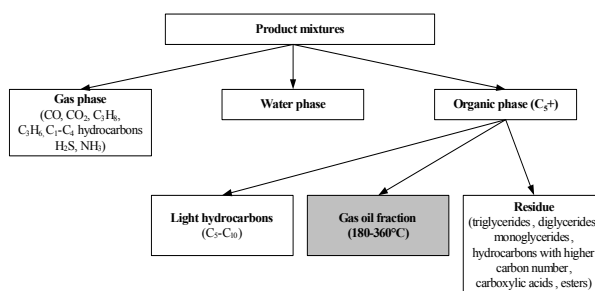 Product mixtures
Gas phase
(CO, CO₂, C₃H₈,
C₃H₆, C₁-C₄ hydrocarbons
H₂S, NH₃)
Water phase
Organic phase (C₅+)
Light hydrocarbons
(C₅-C₁₀)
Gas oil fraction
(180-360°C)
Residue
(triglycerides, diglycerides
monoglycerides,
hydrocarbons with higher
carbon number,
carboxylic acids, esters)